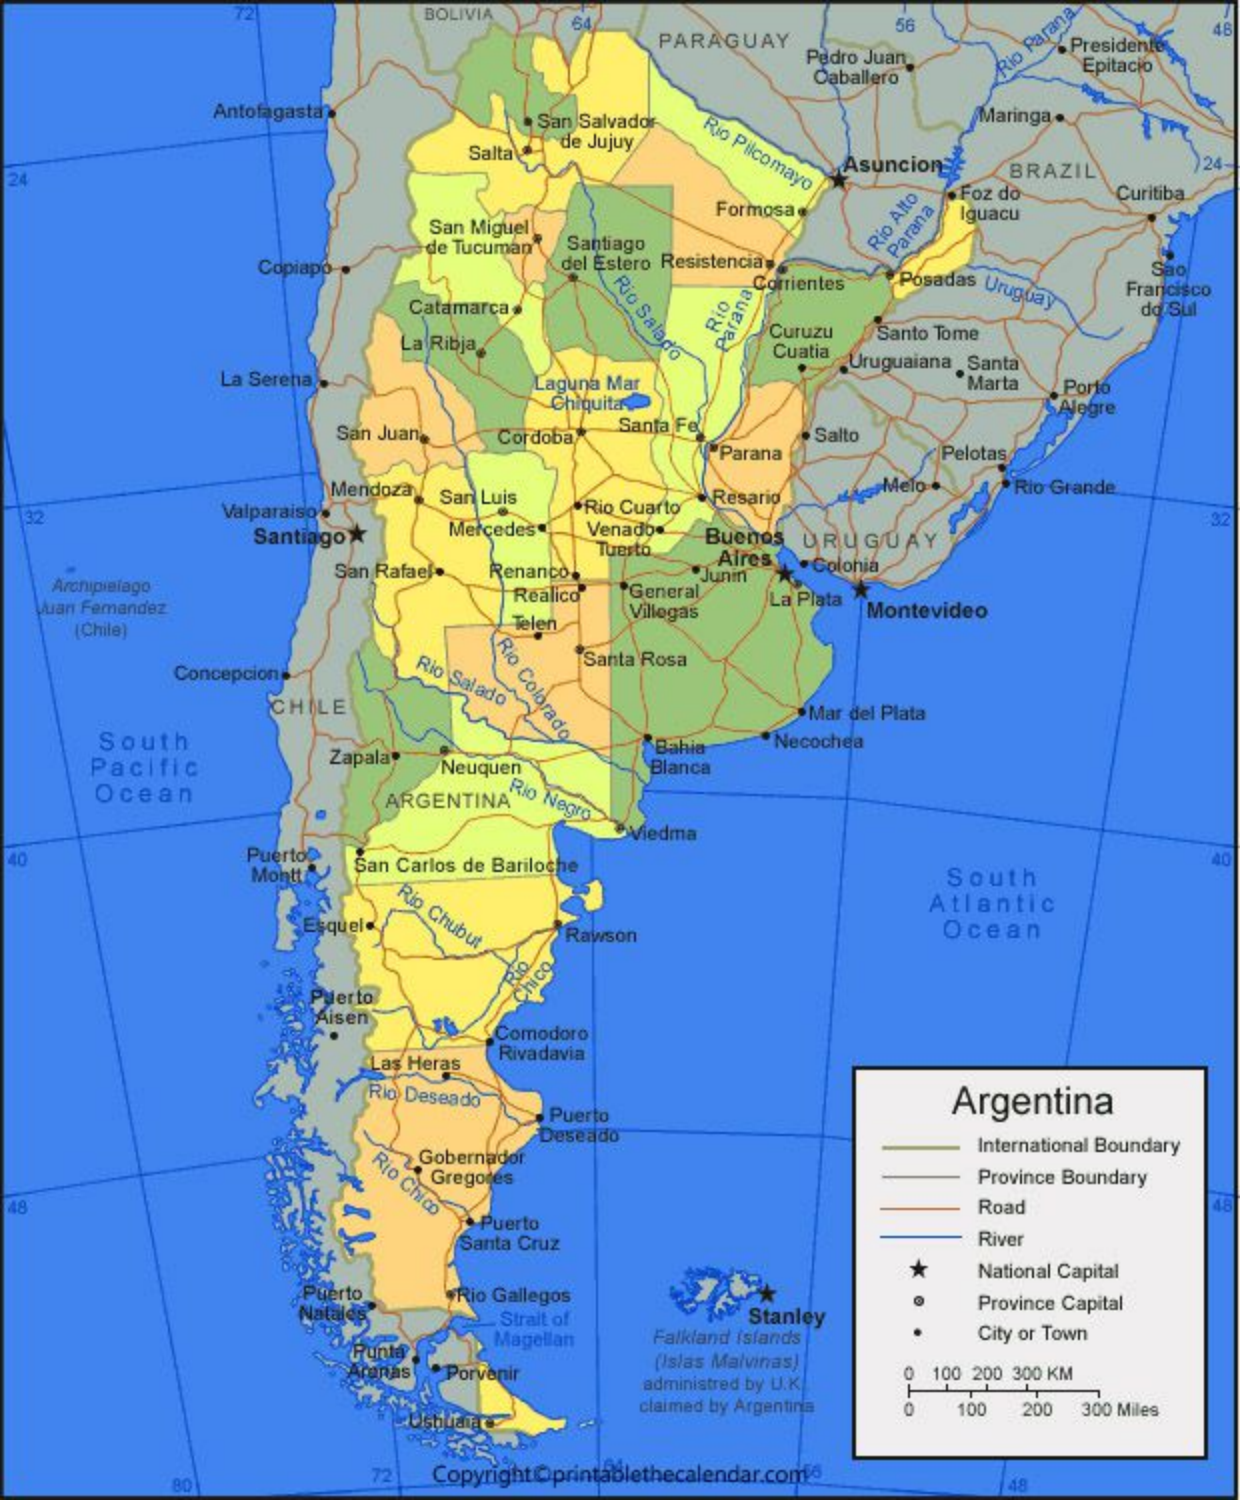 72
BOLIVIA
64
56
48
PARAGUAY
Pedro Juan
Caballero
Rio Parana
Presidente
Epitacio
Antofagasta
San Salvador
de Jujuy
Salta
Rio Pilcomayo
Maringa
Asuncion
BRAZIL
24
24
Foz do
Iguacu
Curitiba
Formosa
Rio Alto
Parana
San Miguel
de Tucuman
Santiago
del Estero
Resistencia
Corrientes
Copiapo
Posadas
Uruguay
Sao
Francisco
do Sul
Catamarca
Rio Salado
Rio
Parana
Curuzu
Cuatia
Santo Tome
La Ribja
Uruguaiana
Santa
Marta
La Serena
Laguna Mar
Chiquita
Porto
Alegre
San Juan
Cordoba
Santa Fe
Parana
Salto
Pelotas
Mendoza
San Luis
Rio Cuarto
Resario
Melo
Rio Grande
Valparaiso
32
32
Santiago
Mercedes
Venado
Tuerto
Buenos
Aires
URUGUAY
Colonia
San Rafael
Renanco
Junin
Realico
General
Villegas
La Plata
Montevideo
Archipielago
Juan Fernandez
(Chile)
Telen
Santa Rosa
Concepcion
Rio Salado
Rio Colorado
CHILE
Mar del Plata
Necochea
South
Pacific
Ocean
Zapala
Neuquen
Bahia
Blanca
ARGENTINA
Rio Negro
Viedma
Puerto
Montt
40
40
San Carlos de Bariloche
South
Atlantic
Ocean
Rio Chubut
Esquel
Rawson
Rio
Chico
Puerto
Aisen
Comodoro
Rivadavia
Las Heras
Rio Deseado
Puerto
Deseado
Gobernador
Gregores
Rio Chico
48
48
Puerto
Santa Cruz
Puerto
Natales
Rio Gallegos
Strait of
Magellan
Stanley
Falkland Islands
(Islas Malvinas)
administred by U.K.
claimed by Argentina
Punta
Arenas
Porvenir
Ushuaia
Argentina
International Boundary
Province Boundary
Road
River
National Capital
Province Capital
City or Town
0 100 200 300 KM
0 100 200 300 Miles
80
72
64
56
48
Copyright©printablethecalendar.com